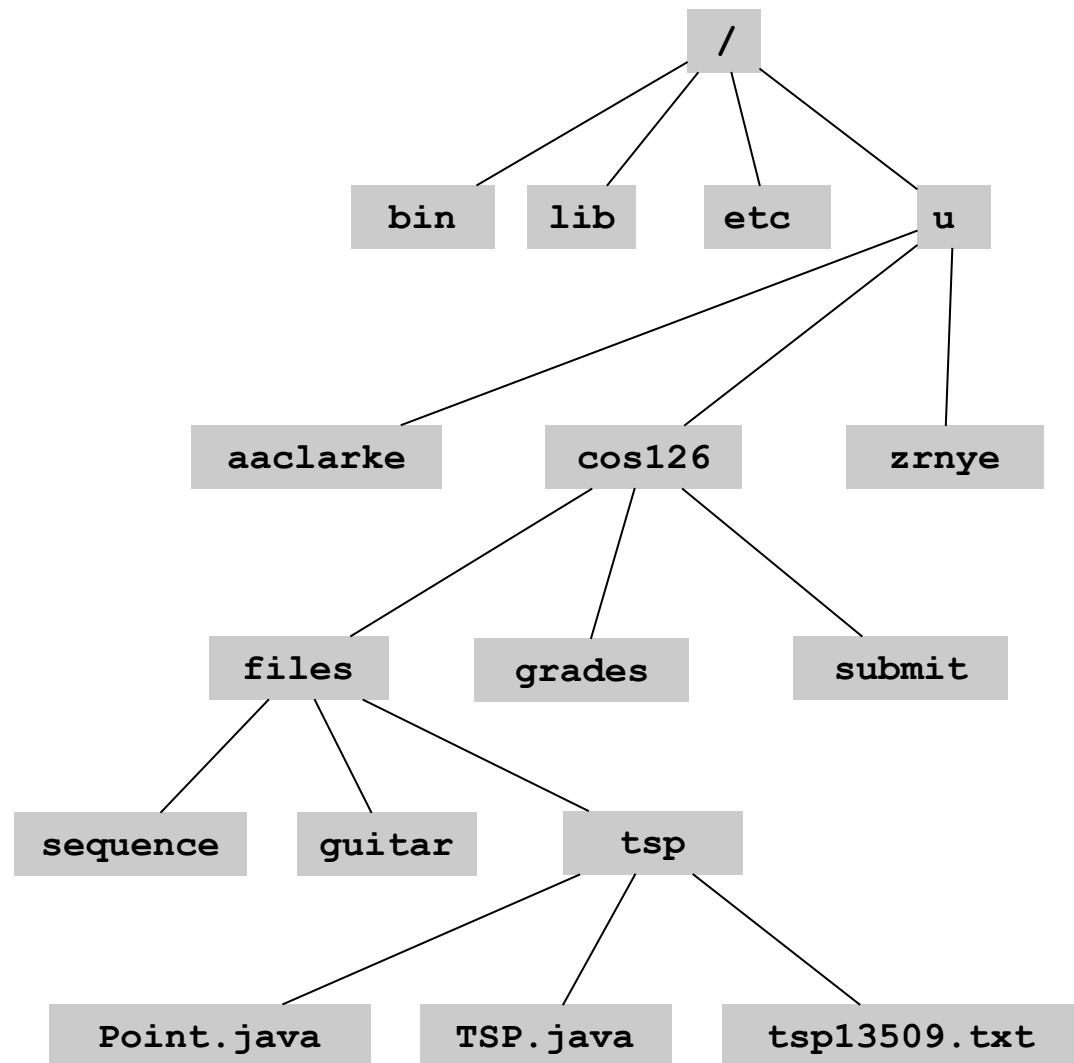 /
bin lib etc u
aaclarke cos126 zrnye
files grades submit
sequence guitar tsp
Point.java TSP.java tsp13509.txt